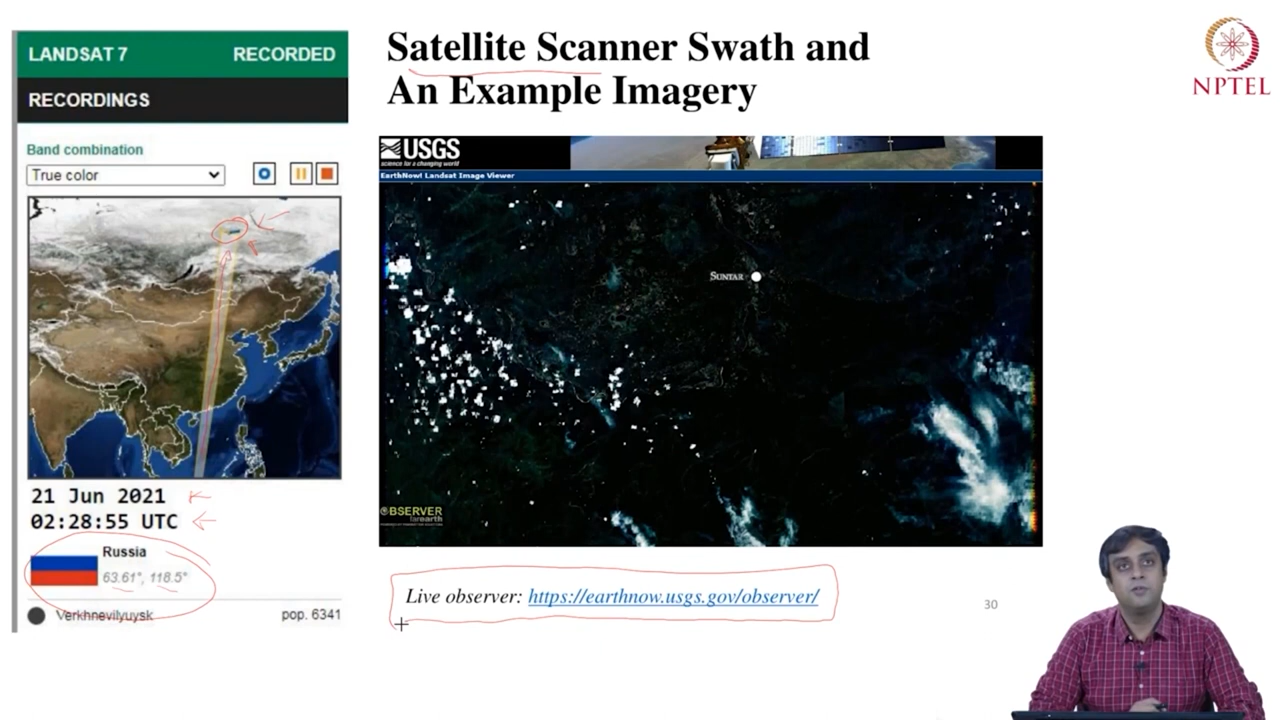 LANDSAT 7 RECORDED
RECORDINGS
Band combination
True color
21 Jun 2021
02:28:55 UTC
Russia
63.61°, 118.5°
Verkhnevilyuysk pop. 6341
Satellite Scanner Swath and
An Example Imagery
USGS
science for a changing world
EarthNow! Landsat Image Viewer
SUNTAR
OBSERVER
Live observer: https://earthnow.usgs.gov/observer/
30
NPTEL